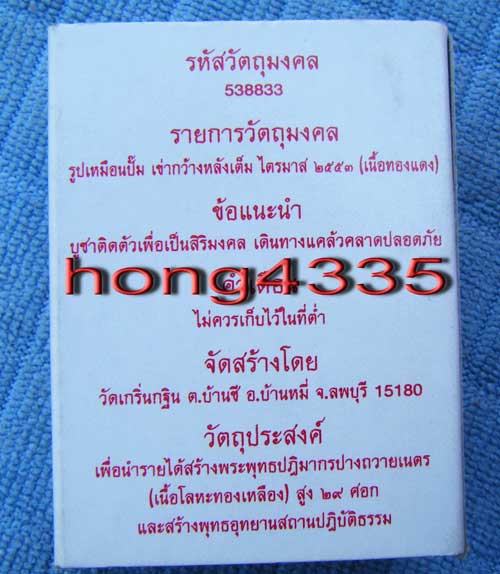 รหัสวัตถุมงคล
538833
รายการวัตถุมงคล
รูปเหมือนปั๊ม เข่ากว้างหลังเต็ม ไตรมาส ๒๕๕๓ (เนื้อทองแดง)
ข้อแนะนำ
บูชาติดตัวเพื่อเป็นสิริมงคล เดินทางแคล้วคลาดปลอดภัย
hong4335
ไม่ควรเก็บไว้ในที่ต่ำ
จัดสร้างโดย
วัดเกริ่นกฐิน ต.บ้านชี อ.บ้านหมี่ จ.ลพบุรี 15180
วัตถุประสงค์
เพื่อนำรายได้สร้างพระพุทธปฎิมากรปางถวายเนตร
(เนื้อโลหะทองเหลือง) สูง ๒๙ ศอก
และสร้างพุทธอุทยานสถานปฎิบัติธรรม